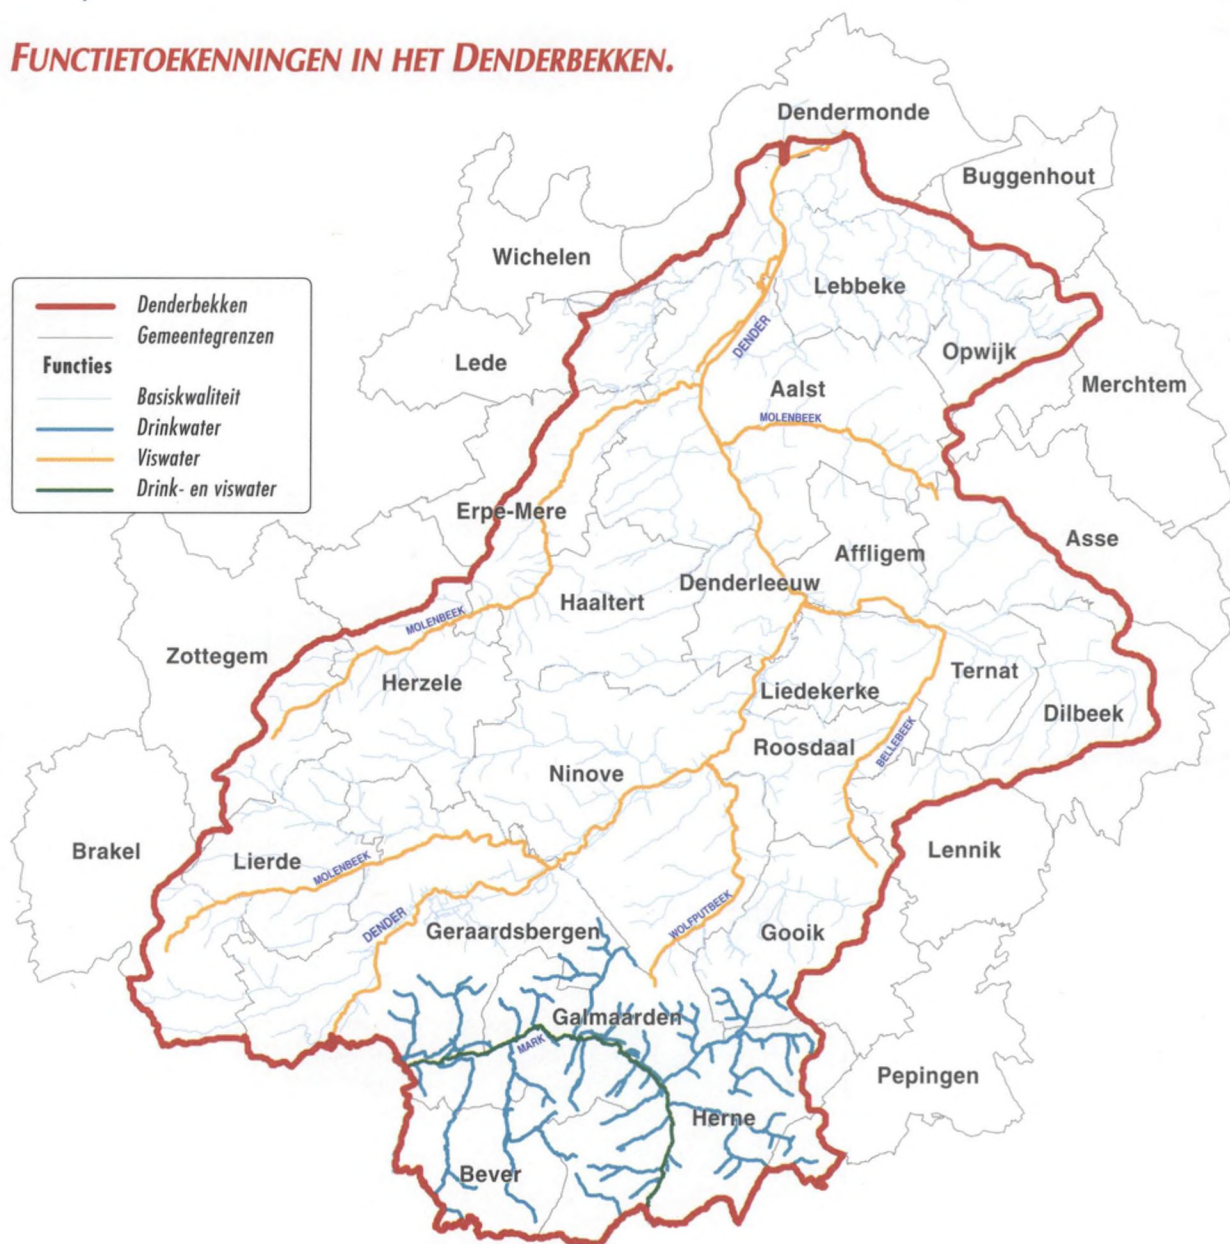 FUNCTIETOEKENNINGEN IN HET DENDERBEKKEN.
Dendermonde
Buggenhout
Wichelen
Lebbeke
Denderbekken
Gemeentegrenzen
Functies
Basiskwaliteit
Drinkwater
Viswater
Drink- en viswater
DENDER
Lede
Opwijk
Merchtem
Aalst
MOLENBEEK
Erpe-Mere
Asse
Affligem
Denderleeuw
Haaltert
MOLENBEEK
Zottegem
Herzele
Ternat
Liedekerke
Dilbeek
Roosdaal
BELLEBEEK
Ninove
Brakel
Lierde
MOLENBEEK
Lennik
DENDER
Geraardsbergen
WOLFPUTBEEK
Gooik
Galmaarden
MARK
Pepingen
Herne
Bever